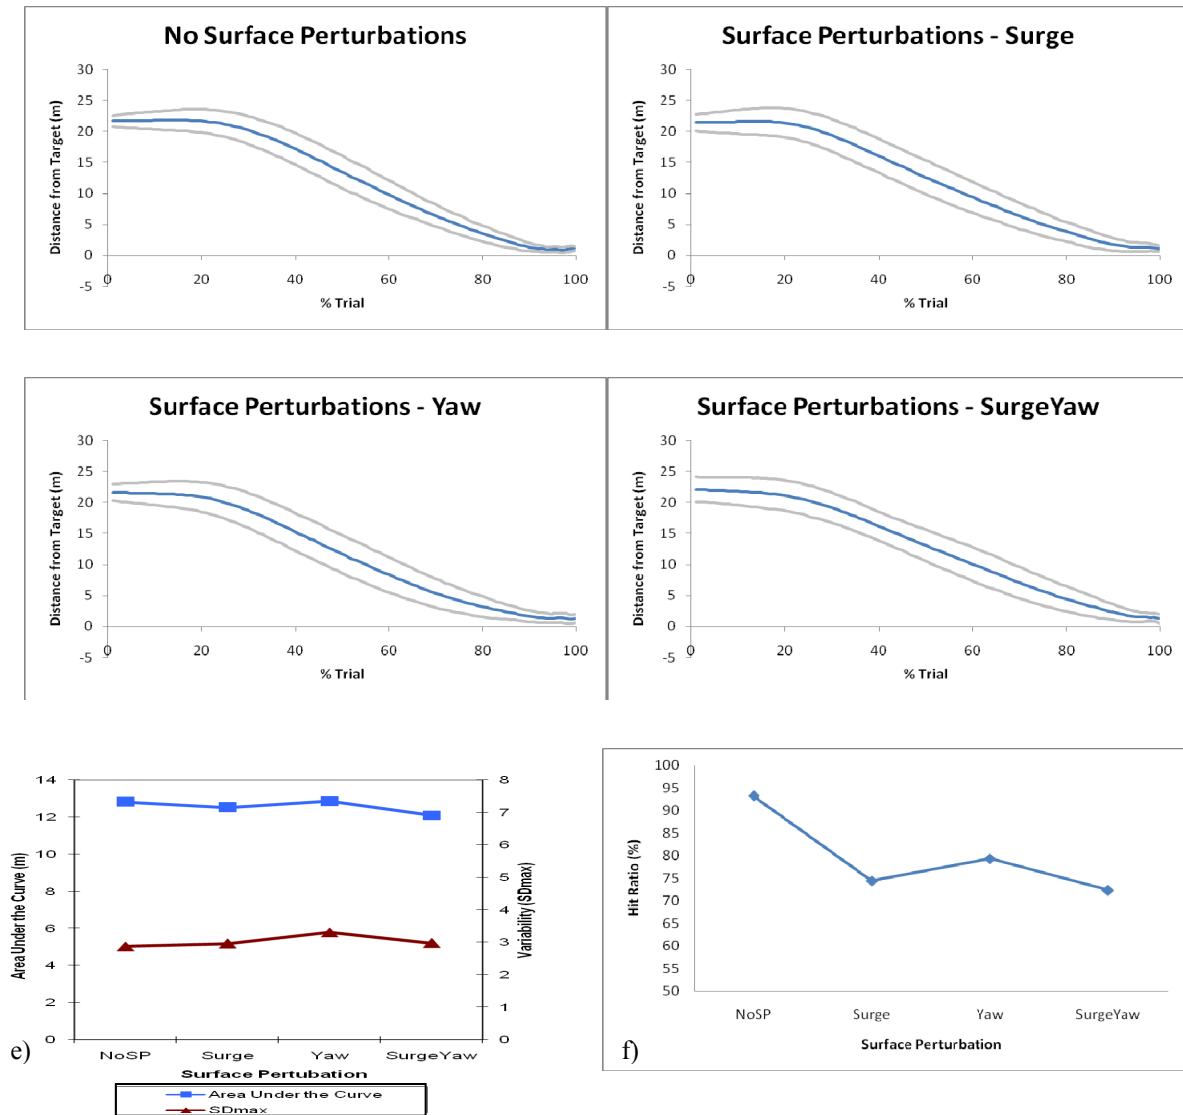 No Surface Perturbations
30
25
20
15
10
5
0
-5
0 20 40 60 80 100
Distance from Target (m)
% Trial
Surface Perturbations - Surge
30
25
20
15
10
5
0
-5
0 20 40 60 80 100
Distance from Target (m)
% Trial
Surface Perturbations - Yaw
30
25
20
15
10
5
0
-5
0 20 40 60 80 100
Distance from Target (m)
% Trial
Surface Perturbations - SurgeYaw
30
25
20
15
10
5
0
-5
0 20 40 60 80 100
Distance from Target (m)
% Trial
14
12
10
8
6
4
2
0
Area Under the Curve (m)
8
7
6
5
4
3
2
1
0
Variability (SDmax)
NoSP Surge Yaw SurgeYaw
e)
Surface Pertubation
Area Under the Curve
SDmax
100
95
90
85
80
75
70
65
60
55
50
Hit Ratio (%)
NoSP Surge Yaw SurgeYaw
f)
Surface Perturbation